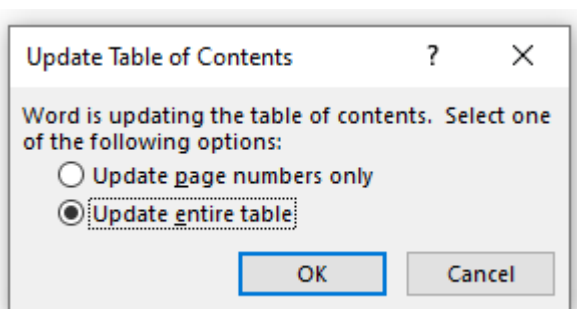 Update Table of Contents ?
Word is updating the table of contents. Select one
of the following options:
Update page numbers only
Update entire table
OK Cancel